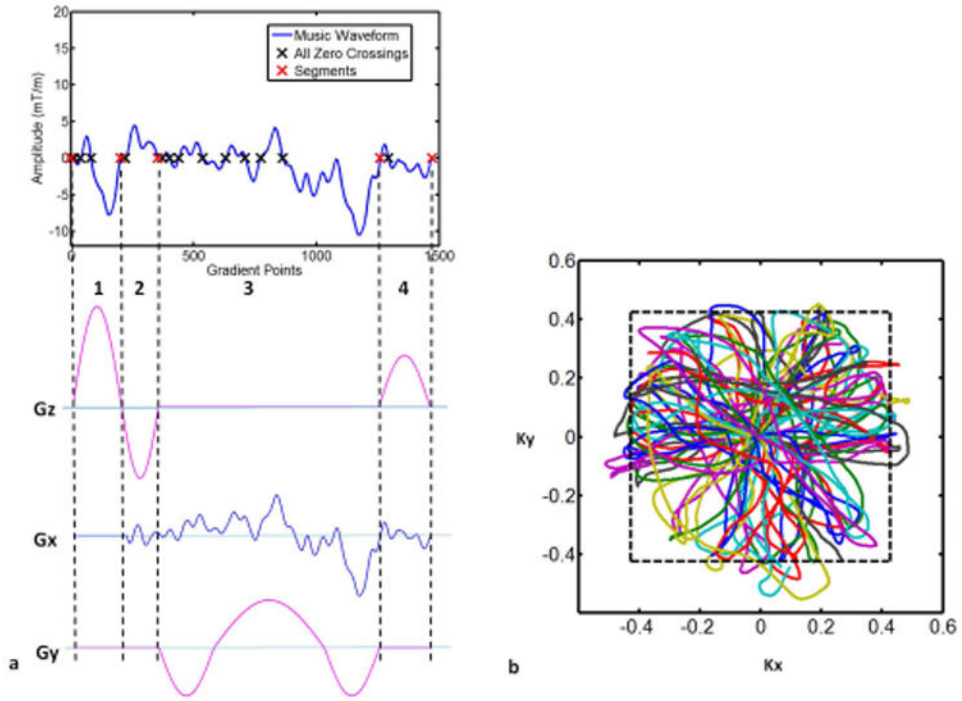 20
15
10
5
0
-5
-10
Amplitude (mT/m)
Music Waveform
All Zero Crossings
Segments
0 500 1000 1500
Gradient Points
1 2 3 4
Gz
Gx
Gy
a
0.6
0.4
0.2
0
-0.2
-0.4
Ky
-0.4 -0.2 0 0.2 0.4 0.6
Kx
b